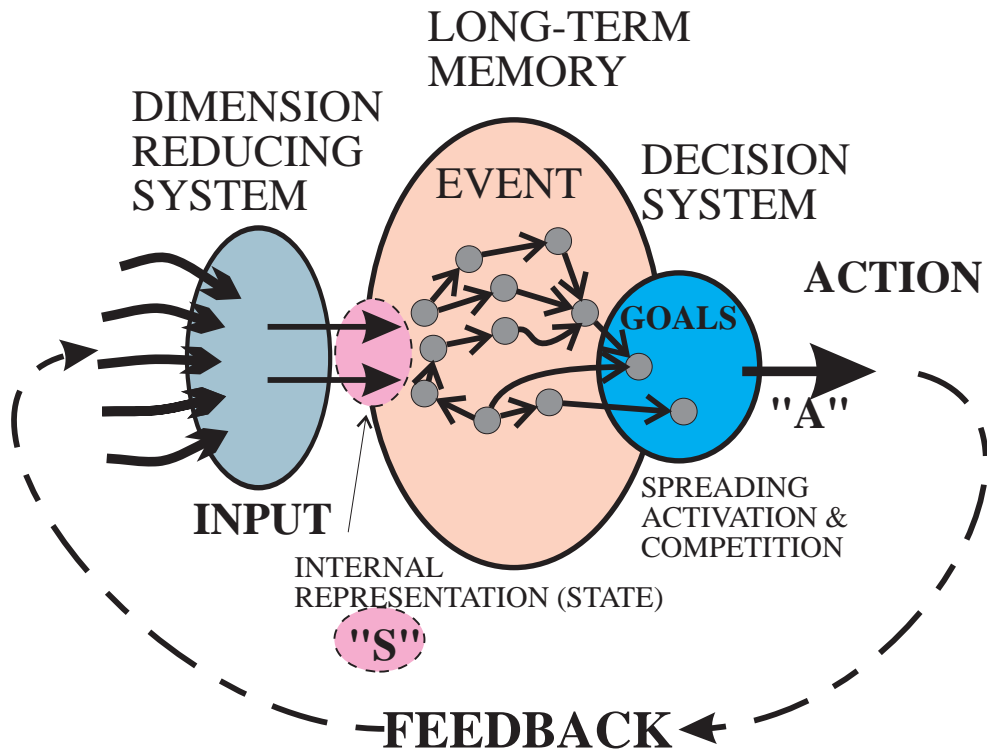 LONG-TERM
MEMORY
DIMENSION
REDUCING
SYSTEM
EVENT
DECISION
SYSTEM
ACTION
GOALS
"A"
INPUT
SPREADING
ACTIVATION &
COMPETITION
INTERNAL
REPRESENTATION (STATE)
"S"
FEEDBACK